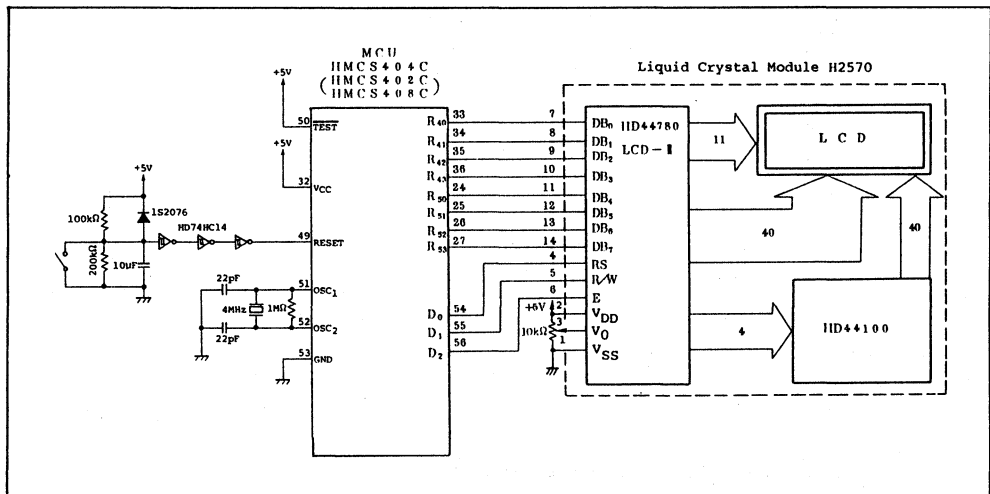 MCU
HMCS404C
(HMCS402C
HMCS408C)
Liquid Crystal Module H2570
+5V
50
TEST
+5V
32
VCC
+5V
1S2076
100kΩ
HD74HC14
200kΩ
10μF
49
RESET
22pF
51
OSC1
4MHz
1MΩ
52
OSC2
22pF
53
GND
R40 33 7 DB0
R41 34 8 DB1
R42 35 9 DB2
R43 36 10 DB3
R50 24 11 DB4
R51 25 12 DB5
R52 26 13 DB6
R53 27 14 DB7
4 RS
5 R/W
6 E
D0 54
D1 55
D2 56
+5V
2 VDD
10kΩ
3 VO
1 VSS
HD44780
LCD-II
11
LCD
40
40
4
HD44100